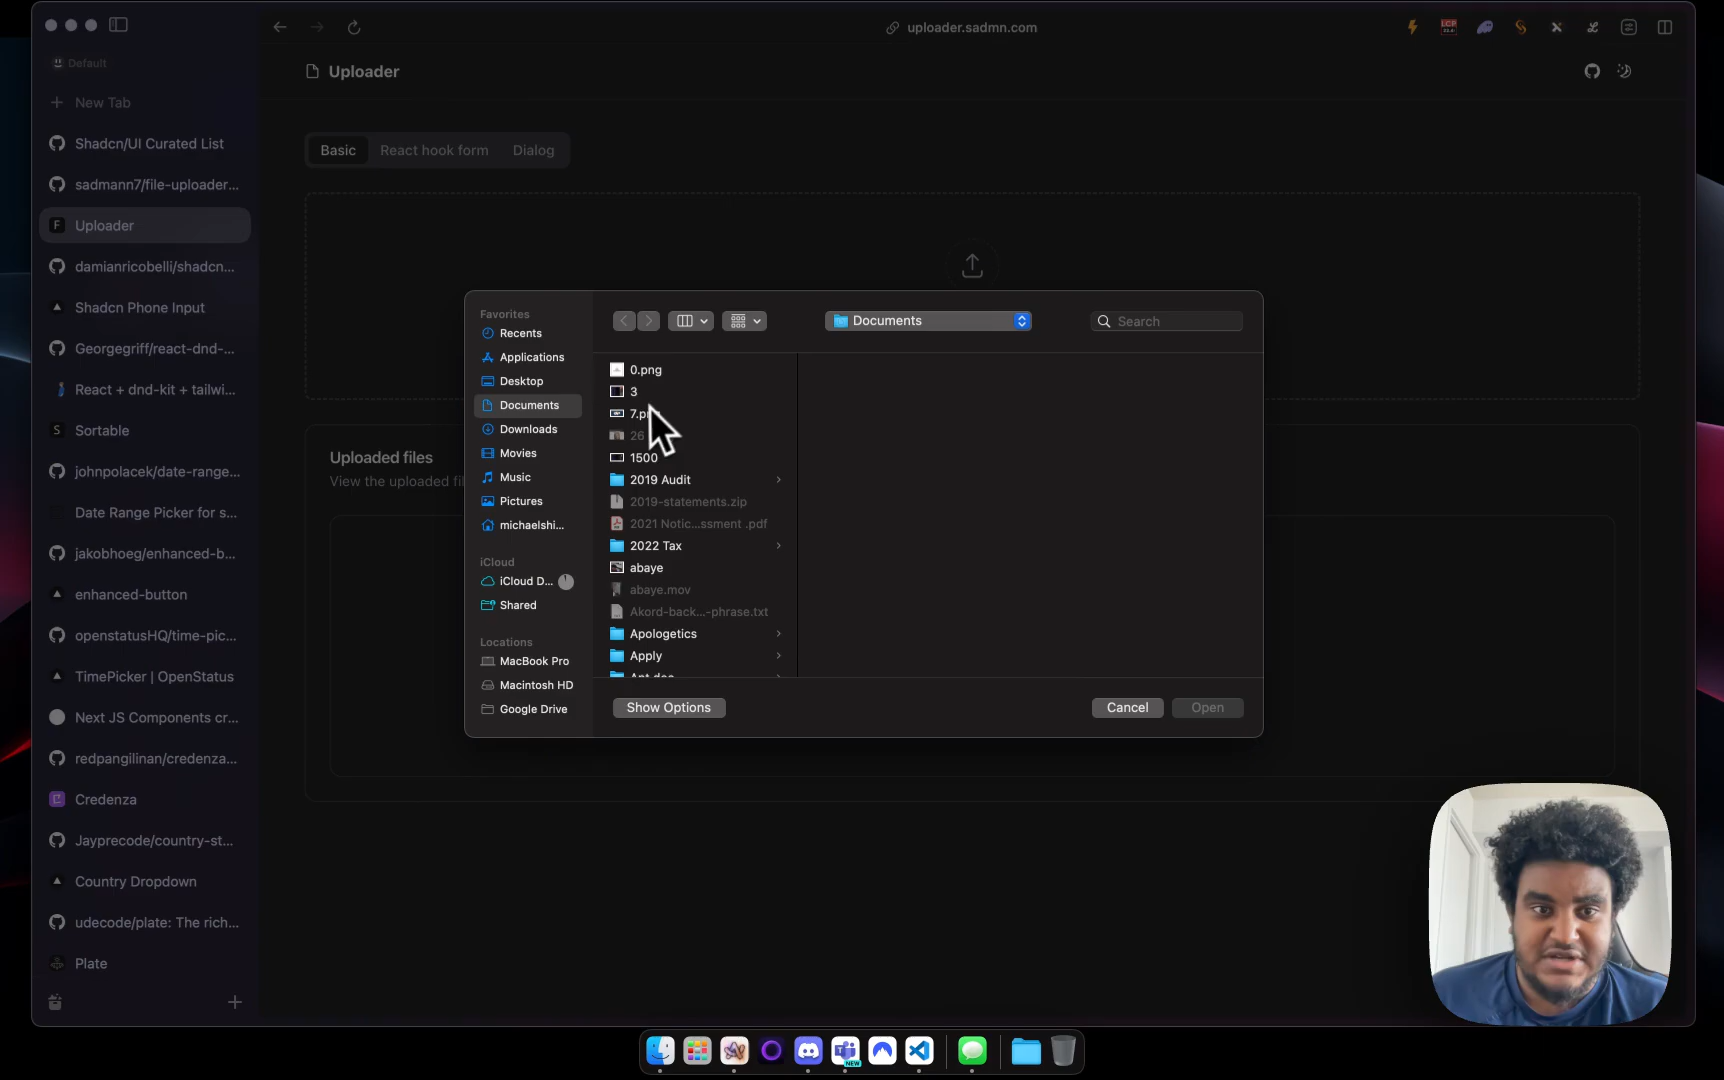 Default
New Tab
Shadcn/UI Curated List
sadmann7/file-uploader...
Uploader
damianricobelli/shadcn...
Shadcn Phone Input
Georgegriff/react-dnd-...
React + dnd-kit + tailwi...
Sortable
johnpolacek/date-range...
Date Range Picker for s...
jakobhoeg/enhanced-b...
enhanced-button
openstatusHQ/time-pic...
TimePicker | OpenStatus
Next JS Components cr...
redpangilinan/credenza...
Credenza
Jayprecode/country-st...
Country Dropdown
udecode/plate: The rich...
Plate
uploader.sadmn.com
LCP
Uploader
Basic
React hook form
Dialog
Uploaded files
View the uploaded fil
Favorites
Recents
Applications
Desktop
Documents
Downloads
Movies
Music
Pictures
michaelshi...
iCloud
iCloud D...
Shared
Locations
MacBook Pro
Macintosh HD
Google Drive
Documents
Search
0.png
3
26
1500
2019 Audit
2019-statements.zip
2021 Notic...ssment .pdf
2022 Tax
abaye
abaye.mov
Akord-back...-phrase.txt
Apologetics
Apply
Show Options
Cancel
Open
NEW